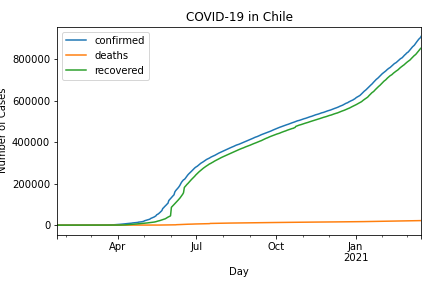 COVID-19 in Chile
confirmed
deaths
recovered
800000
600000
400000
200000
0
Number of Cases
Apr
Jul
Oct
Jan
2021
Day